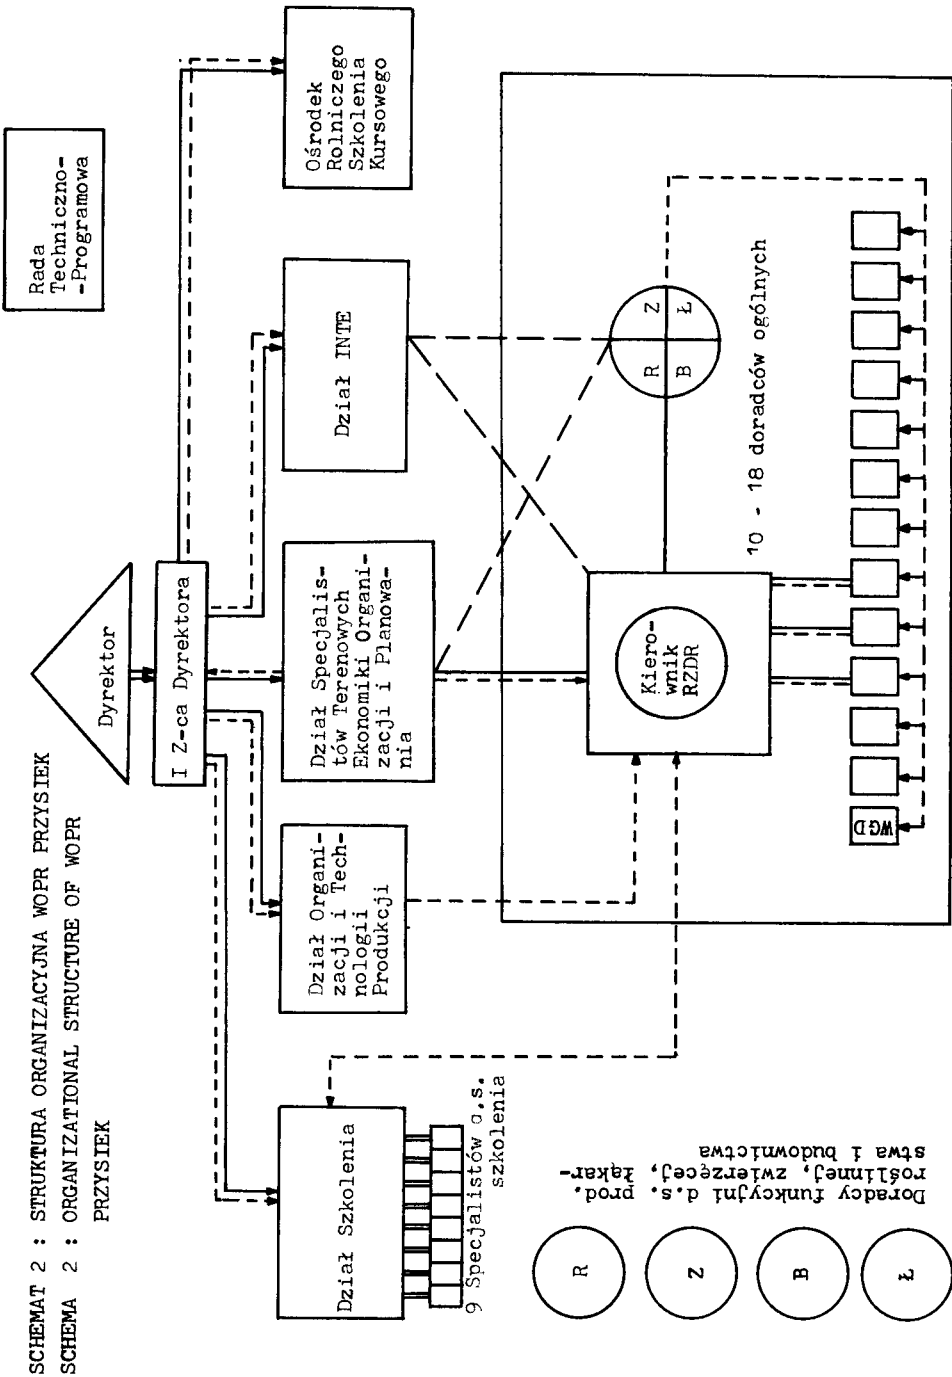 SCHEMAT 2 : STRUKTURA ORGANIZACYJNA WOPR PRZYSIEK
SCHEMA 2 : ORGANIZATIONAL STRUCTURE OF WOPR
PRZYSIEK
Rada
Techniczno-
-Programowa
Dyrektor
I Z-ca Dyrektora
Dział Szkolenia
9 Specjalistów d.s.
szkolenia
Dział Organi-
zacji i Tech-
nologii
Produkcji
Dział Specjalis-
tów Terenowych
Ekonomiki Organi-
zacji i Planowa-
nia
Dział INTE
Ośrodek
Rolniczego
Szkolenia
Kursowego
Kiero-
wnik
RZDR
R
Z
B
Ł
10 - 18 doradców ogólnych
WGD
R
Z
B
Ł
Doradcy funkcyjni d.s. prod.
roślinnej, zwierzęcej, łąkar-
stwa i budownictwa